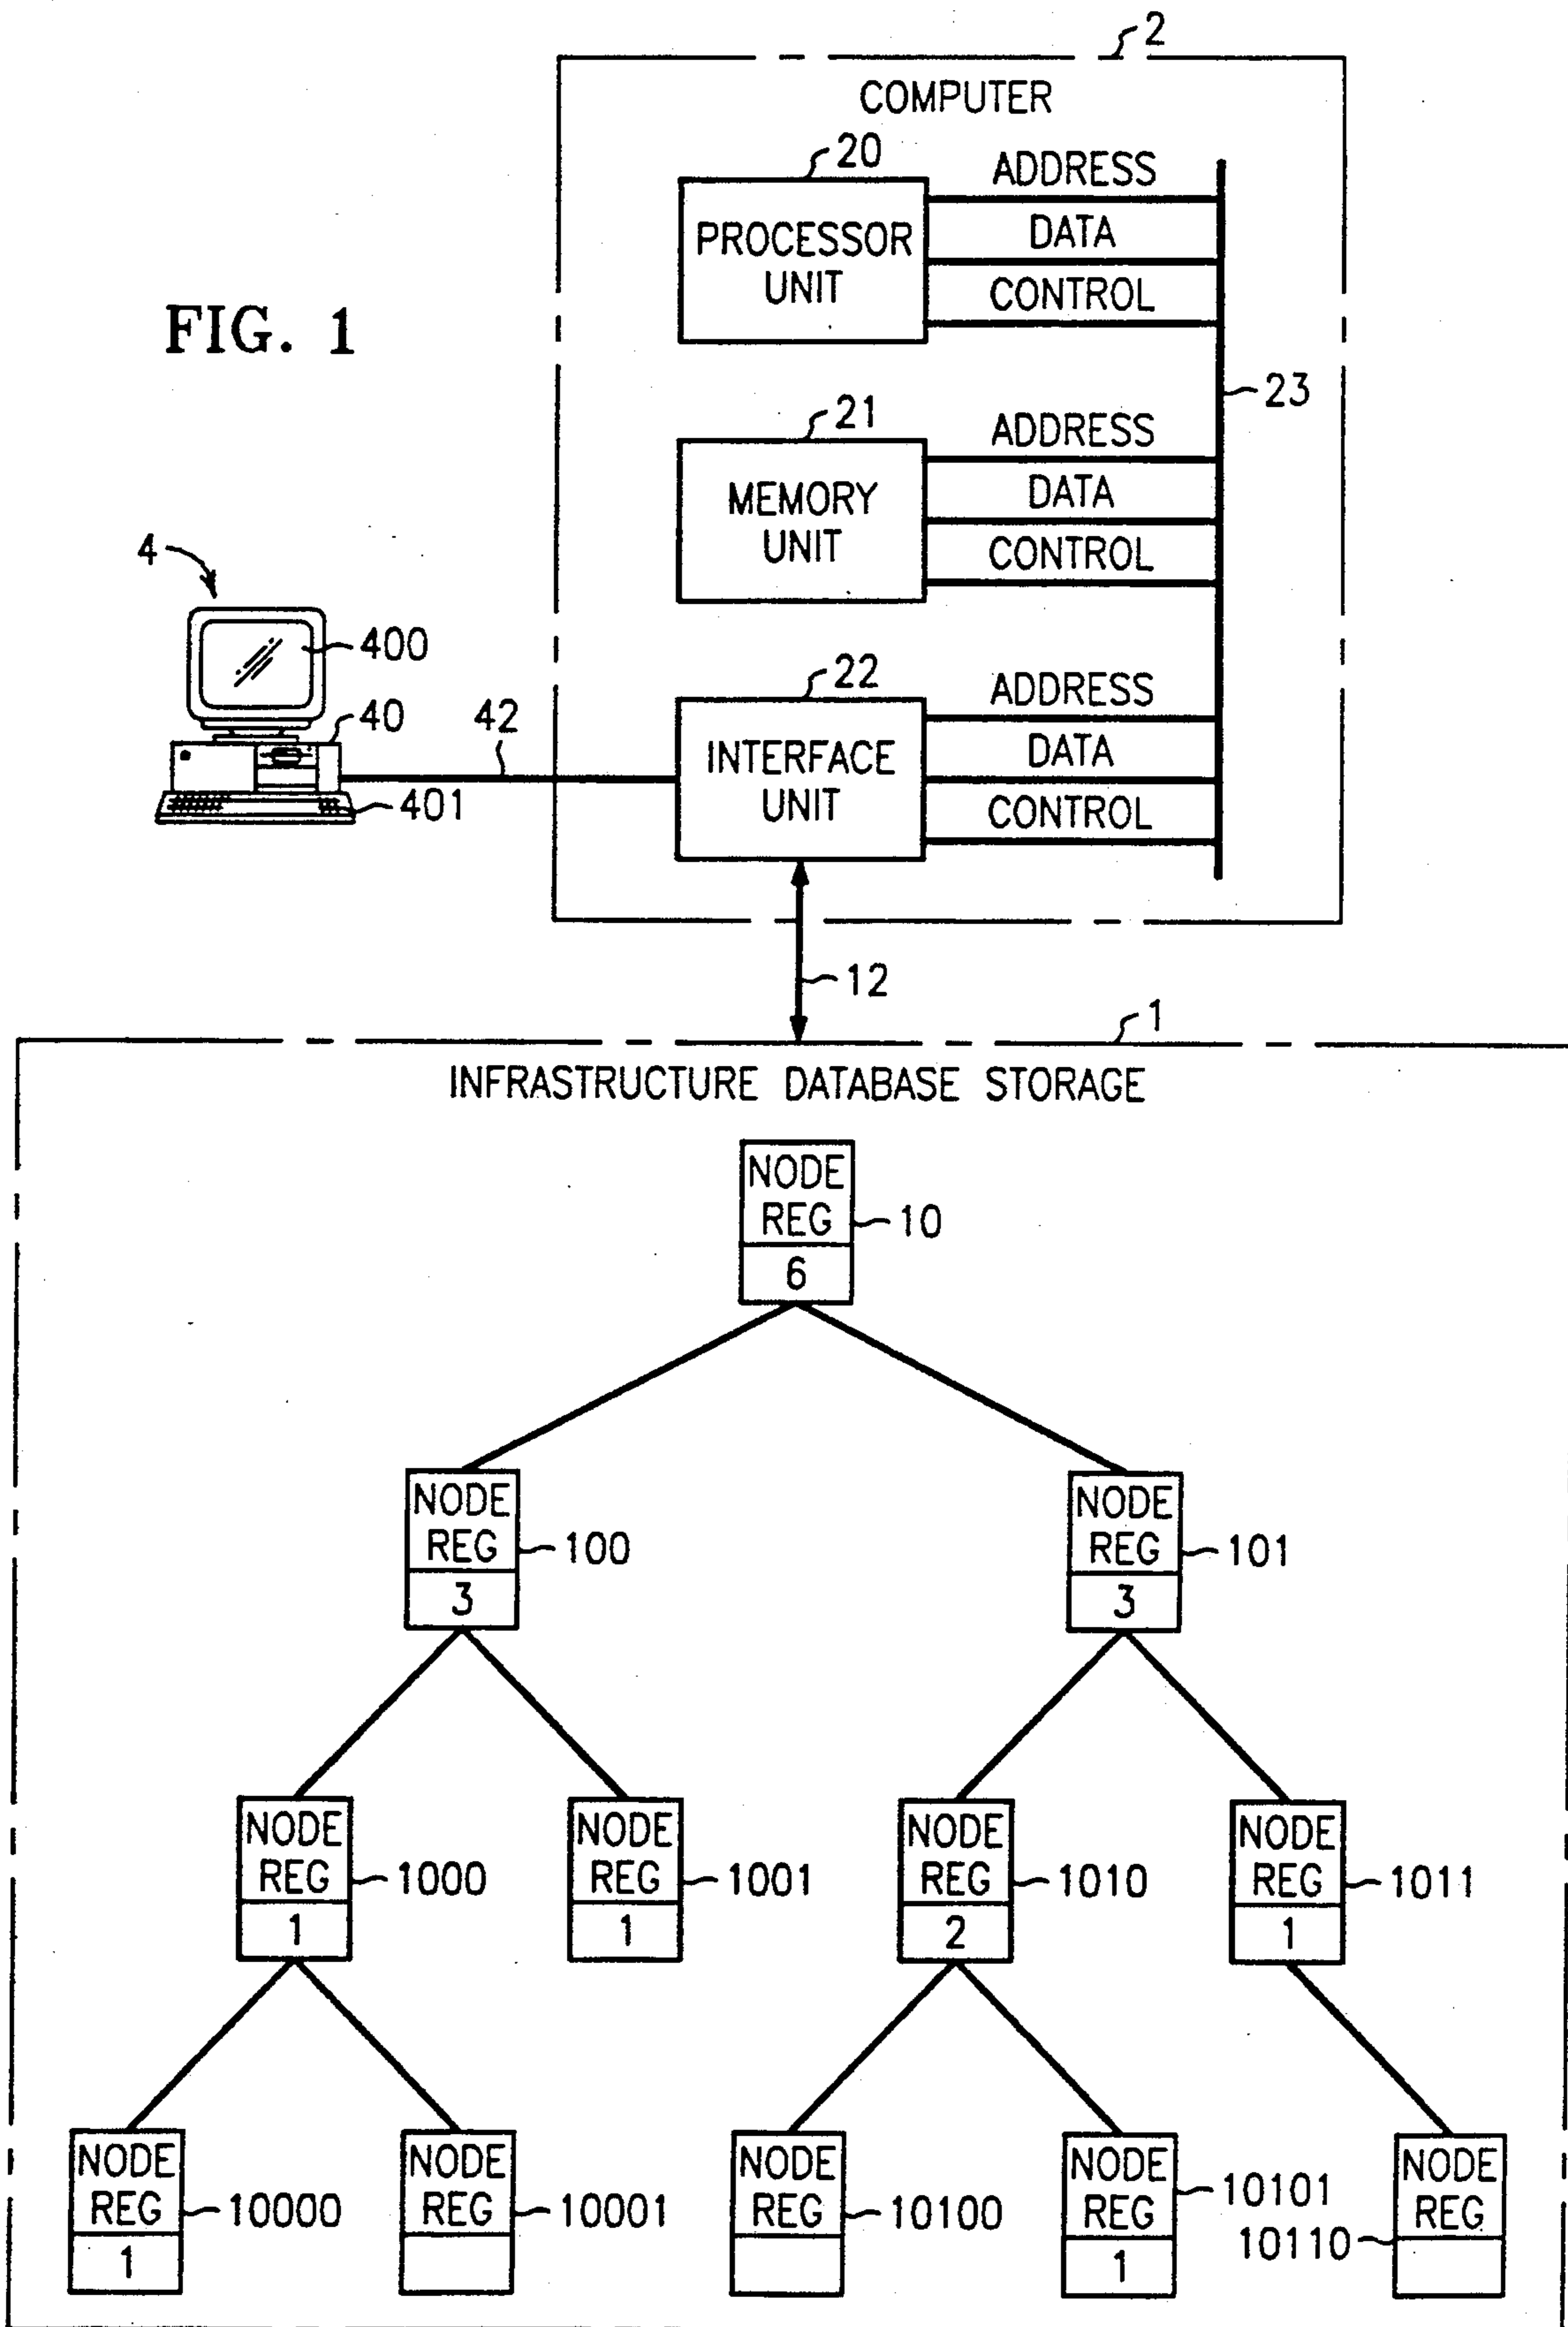 2
COMPUTER
20
ADDRESS
PROCESSOR
UNIT
DATA
CONTROL
FIG. 1
23
21
ADDRESS
MEMORY
UNIT
DATA
CONTROL
4
400
40
42
401
22
ADDRESS
INTERFACE
UNIT
DATA
CONTROL
12
1
INFRASTRUCTURE DATABASE STORAGE
NODE
REG
10
6
NODE
REG
100
3
NODE
REG
101
3
NODE
REG
1000
1
NODE
REG
1001
1
NODE
REG
1010
2
NODE
REG
1011
1
NODE
REG
10000
1
NODE
REG
10001
NODE
REG
10100
NODE
REG
10101
1
NODE
REG
10110